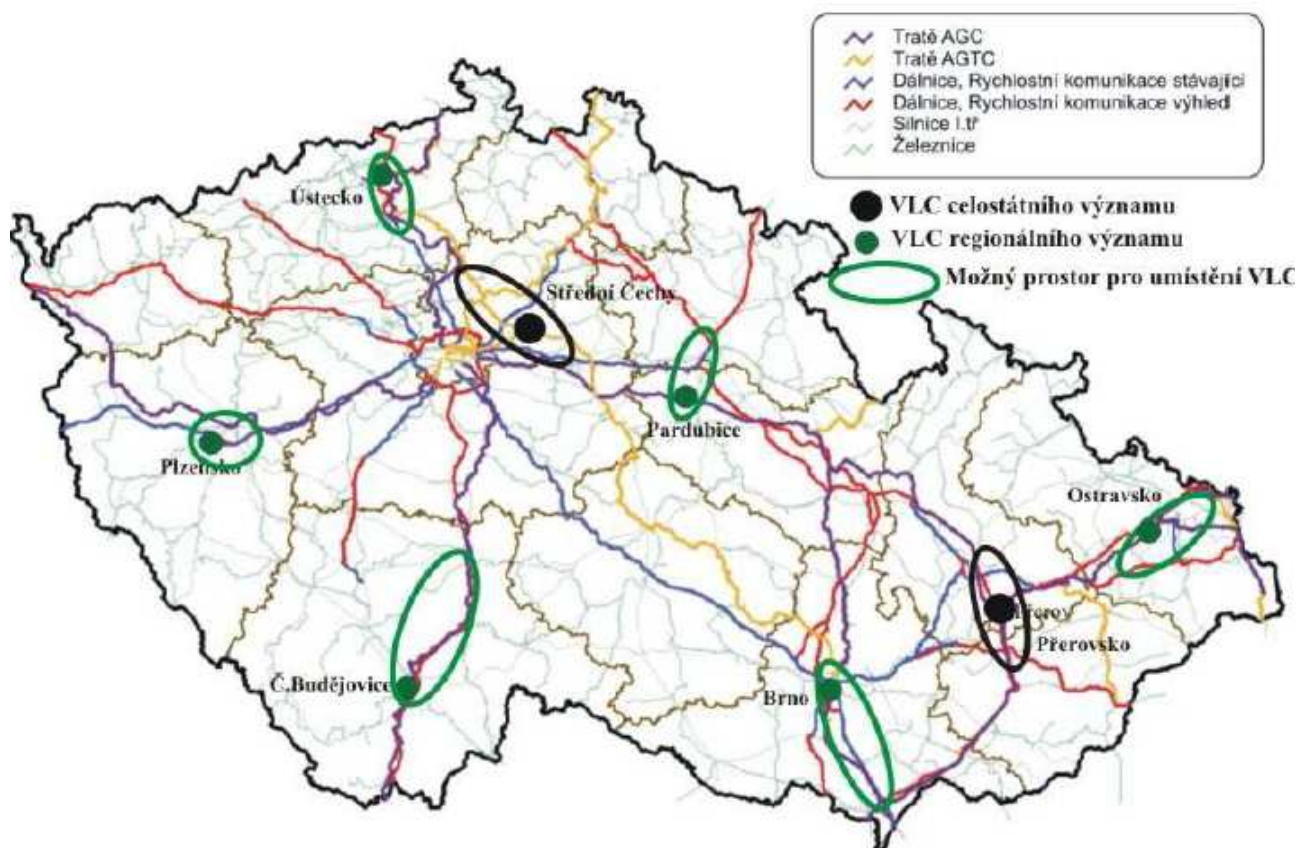 Tratě AGC
Tratě AGTC
Dálnice, Rychlostní komunikace stávající
Dálnice, Rychlostní komunikace výhled
Silnice I.tř
Železnice
VLC celostátního významu
VLC regionálního významu
Možný prostor pro umístění VLC
Ústecko
Střední Čechy
Pardubice
Plzeňsko
Ostravsko
Přerov
Přerovsko
Č.Budějovice
Brno